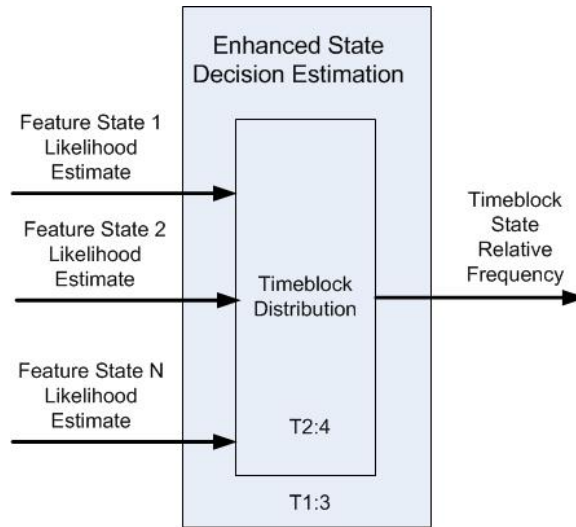 Enhanced State
Decision Estimation
Feature State 1
Likelihood
Estimate
Feature State 2
Likelihood
Estimate
Feature State N
Likelihood
Estimate
Timeblock
Distribution
T2:4
T1:3
Timeblock
State
Relative
Frequency